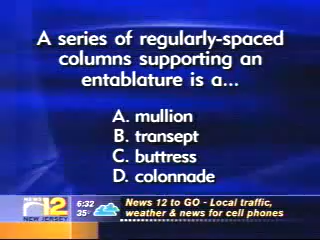 A series of regularly-spaced
columns supporting an
entablature is a...
A. mullion
B. transept
C. buttress
D. colonnade
NEWS 12
NEW JERSEY
6:32
35°
News 12 to GO - Local traffic,
weather & news for cell phones